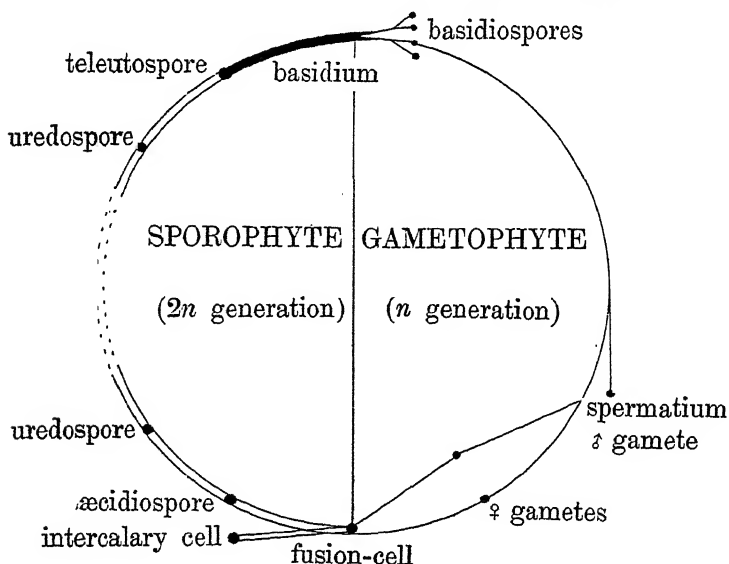 basidiospores
teleutospore
basidium
uredospore
SPOROPHYTE GAMETOPHYTE
(2n generation) (n generation)
uredospore
spermatium
♂ gamete
æcidiospore
♀ gametes
intercalary cell
fusion-cell